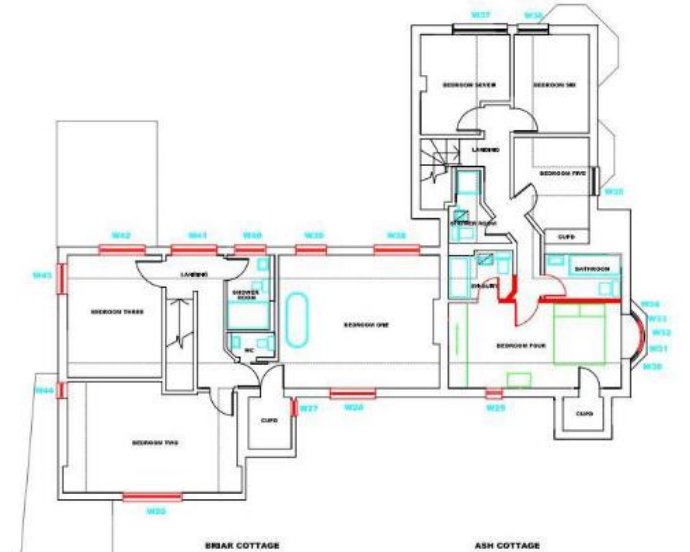 W37
W36
BEDROOM SEVEN
BEDROOM SIX
LANDING
BEDROOM FIVE
W35
SHOWER ROOM
CUPD
W42
W41
W40
W39
W38
W43
LANDING
BATHROOM
ENSUITE
SHOWER
ROOM
BEDROOM THREE
BEDROOM ONE
W34
W33
W32
W31
W30
BEDROOM FOUR
WC
W44
W27
W28
W29
CUPD
CUPD
BEDROOM TWO
BRIAR COTTAGE
ASH COTTAGE